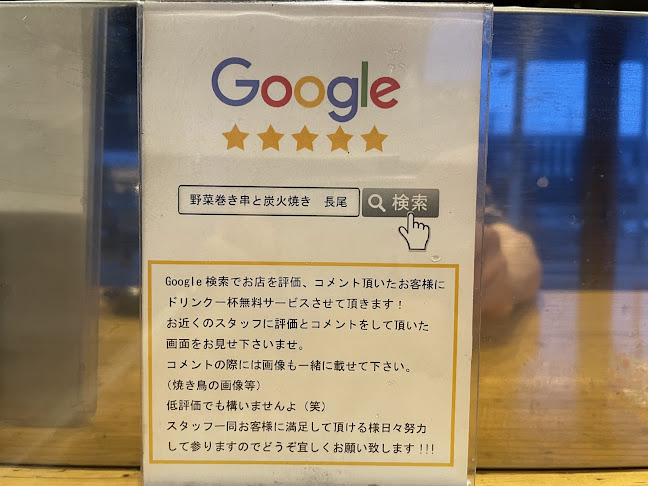 Google
野菜巻き串と炭火焼き 長尾
検索
Google検索でお店を評価、コメント頂いたお客様に
ドリンク一杯無料サービスさせて頂きます！
お近くのスタッフに評価とコメントをして頂いた
画面をお見せ下さいませ。
コメントの際には画像も一緒に載せて下さい。
（焼き鳥の画像等）
低評価でも構いませんよ（笑）
スタッフ一同お客様に満足して頂ける様日々努力
して参りますのでどうぞ宜しくお願い致します!!!